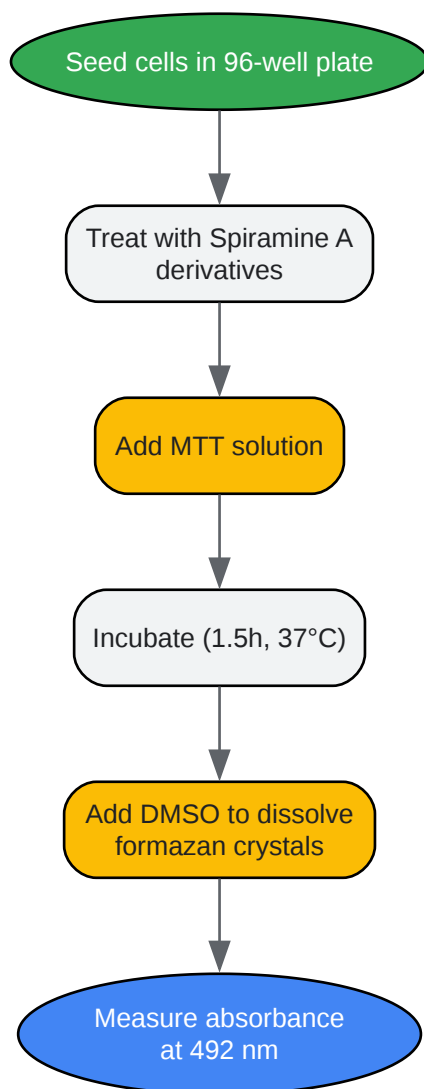 Seed cells in 96-well plate
Treat with Spiramine A
derivatives
Add MTT solution
Incubate (1.5h, 37°C)
Add DMSO to dissolve
formazan crystals
Measure absorbance
at 492 nm